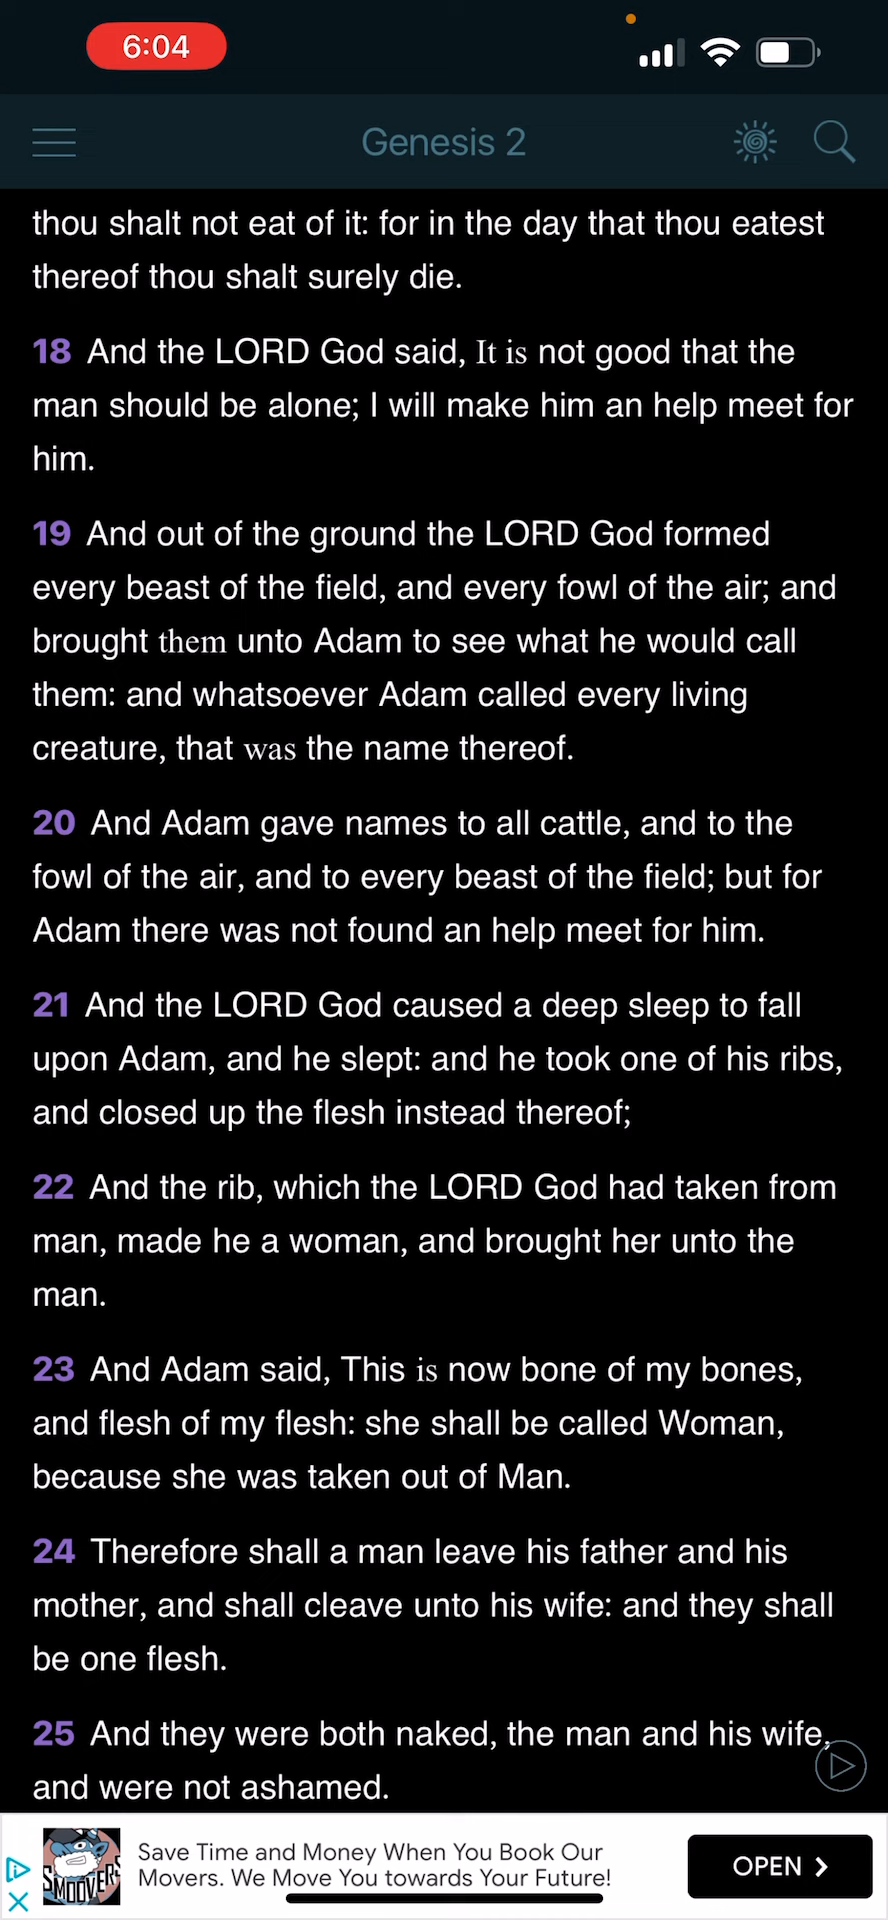 6:04
Genesis 2
thou shalt not eat of it: for in the day that thou eatest
thereof thou shalt surely die.
18 And the LORD God said, It is not good that the
man should be alone; I will make him an help meet for
him.
19 And out of the ground the LORD God formed
every beast of the field, and every fowl of the air; and
brought them unto Adam to see what he would call
them: and whatsoever Adam called every living
creature, that was the name thereof.
20 And Adam gave names to all cattle, and to the
fowl of the air, and to every beast of the field; but for
Adam there was not found an help meet for him.
21 And the LORD God caused a deep sleep to fall
upon Adam, and he slept: and he took one of his ribs,
and closed up the flesh instead thereof;
22 And the rib, which the LORD God had taken from
man, made he a woman, and brought her unto the
man.
23 And Adam said, This is now bone of my bones,
and flesh of my flesh: she shall be called Woman,
because she was taken out of Man.
24 Therefore shall a man leave his father and his
mother, and shall cleave unto his wife: and they shall
be one flesh.
25 And they were both naked, the man and his wife,
and were not ashamed.
SMOOVERS
Save Time and Money When You Book Our
Movers. We Move You towards Your Future!
OPEN